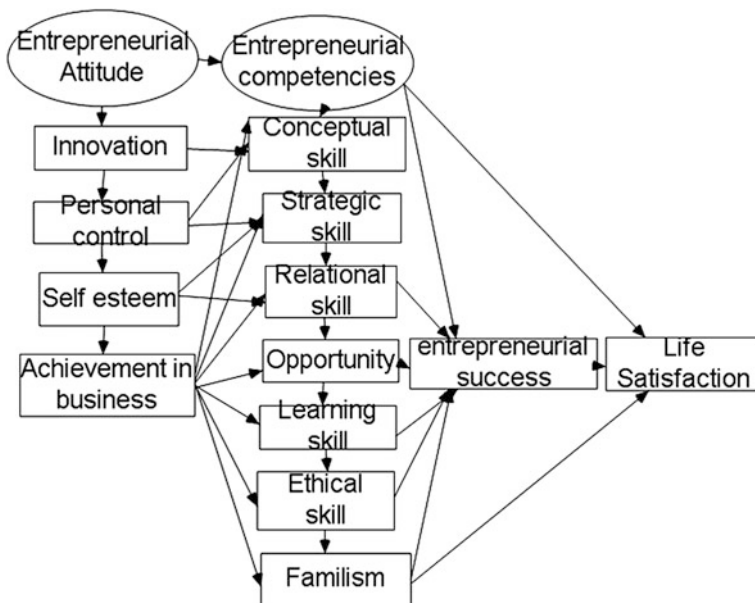 Entrepreneurial
Attitude
Entrepreneurial
competencies
Innovation
Conceptual
skill
Personal
control
Strategic
skill
Self esteem
Relational
skill
Achievement in
business
Opportunity
entrepreneurial
success
Life
Satisfaction
Learning
skill
Ethical
skill
Familism